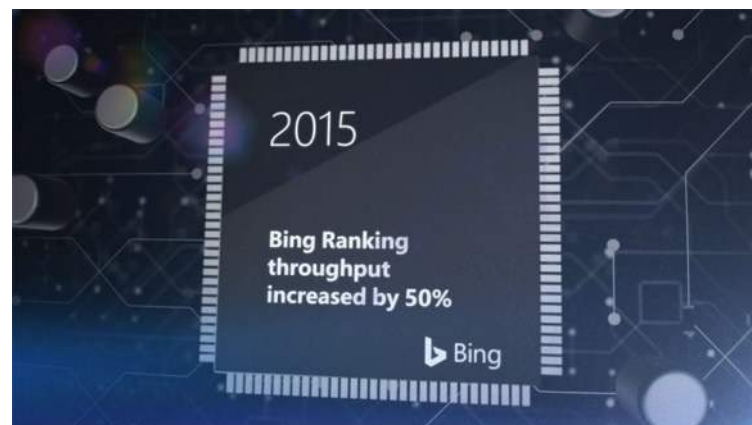 2015
Bing Ranking
throughput
increased by 50%
Bing